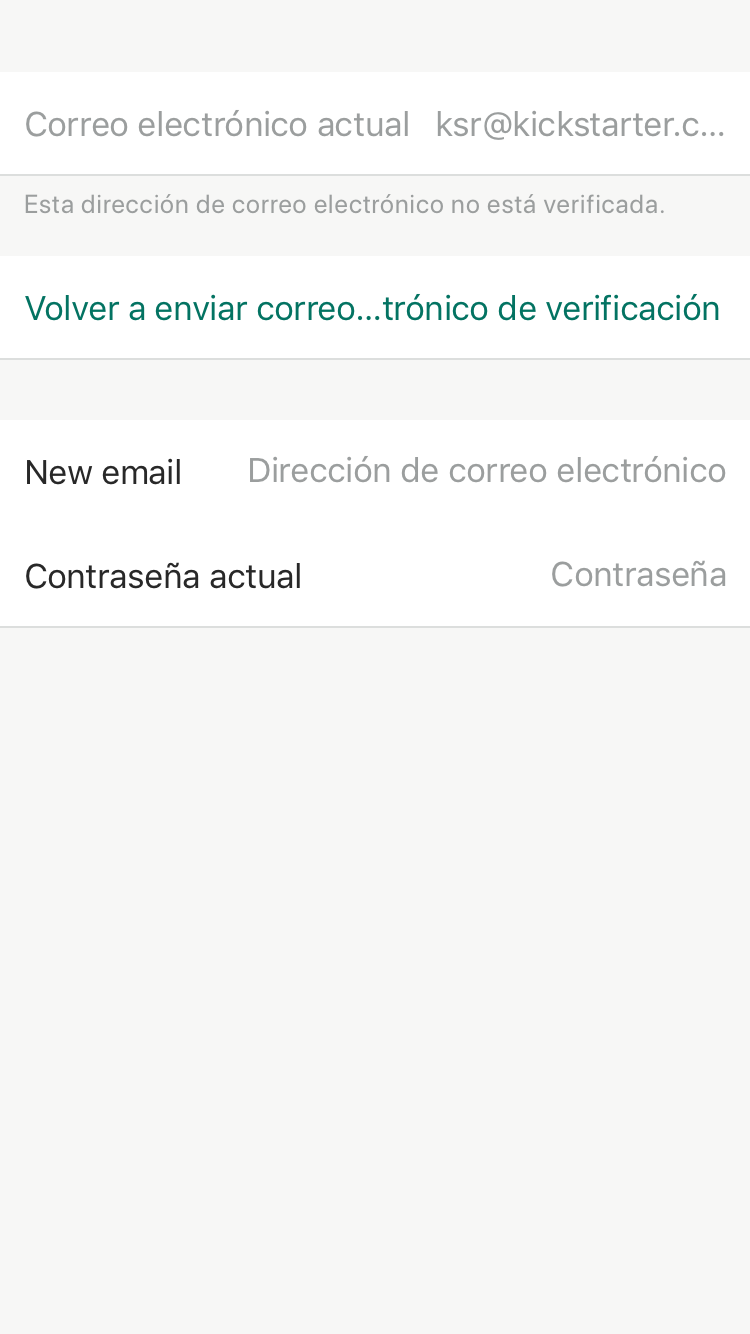 Correo electrónico actual ksr@kickstarter.c...
Esta dirección de correo electrónico no está verificada.
Volver a enviar correo...trónico de verificación
New email Dirección de correo electrónico
Contraseña actual Contraseña